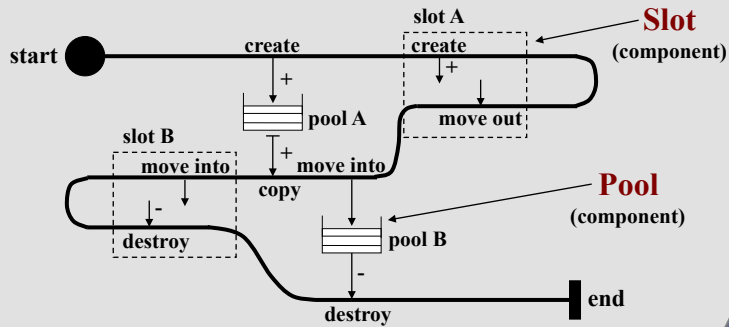 slot A
Slot
(component)
start
create
create
+
+
pool A
move out
slot B
move into
+
move into
copy
Pool
(component)
-
destroy
pool B
-
end
destroy